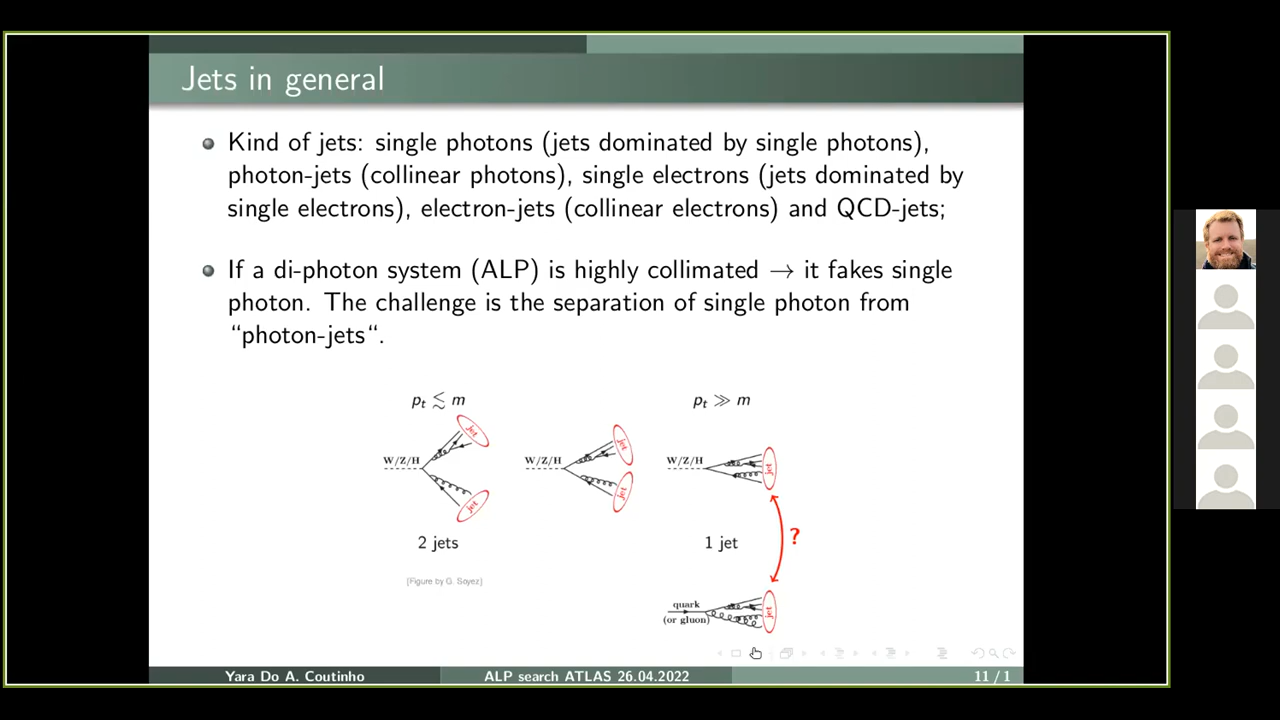 Jets in general
Kind of jets: single photons (jets dominated by single photons),
photon-jets (collinear photons), single electrons (jets dominated by
single electrons), electron-jets (collinear electrons) and QCD-jets;
If a di-photon system (ALP) is highly collimated → it fakes single
photon. The challenge is the separation of single photon from
“photon-jets“.
pt ≲ m
pt ≫ m
jet
W/Z/H
jet
jet
W/Z/H
jet
W/Z/H
jet
2 jets
1 jet
?
[Figure by G. Soyez]
quark
(or gluon)
jet
Yara Do A. Coutinho
ALP search ATLAS 26.04.2022
11 / 1